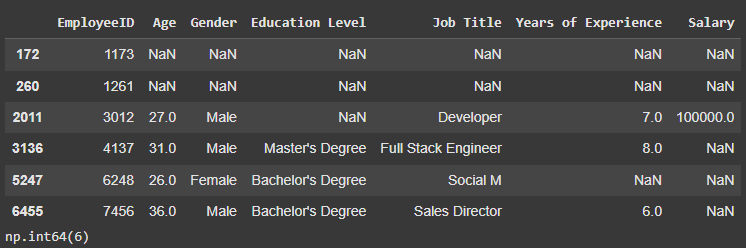 EmployeeID Age Gender Education Level Job Title Years of Experience Salary
172 1173 NaN NaN NaN NaN NaN NaN
260 1261 NaN NaN NaN NaN NaN NaN
2011 3012 27.0 Male NaN Developer 7.0 100000.0
3136 4137 31.0 Male Master's Degree Full Stack Engineer 8.0 NaN
5247 6248 26.0 Female Bachelor's Degree Social M NaN NaN
6455 7456 36.0 Male Bachelor's Degree Sales Director 6.0 NaN
np.int64(6)